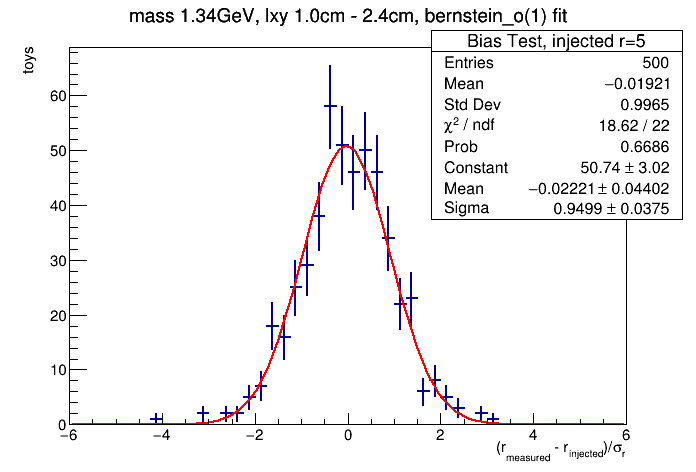 mass 1.34GeV, lxy 1.0cm - 2.4cm, bernstein_o(1) fit
toys
Bias Test, injected r=5
Entries 500
Mean −0.01921
Std Dev 0.9965
χ² / ndf 18.62 / 22
Prob 0.6686
Constant 50.74 ± 3.02
Mean −0.02221 ± 0.04402
Sigma 0.9499 ± 0.0375
60
50
40
30
20
10
0
−6 −4 −2 0 2 4 6
(r_measured - r_injected)/σ_r